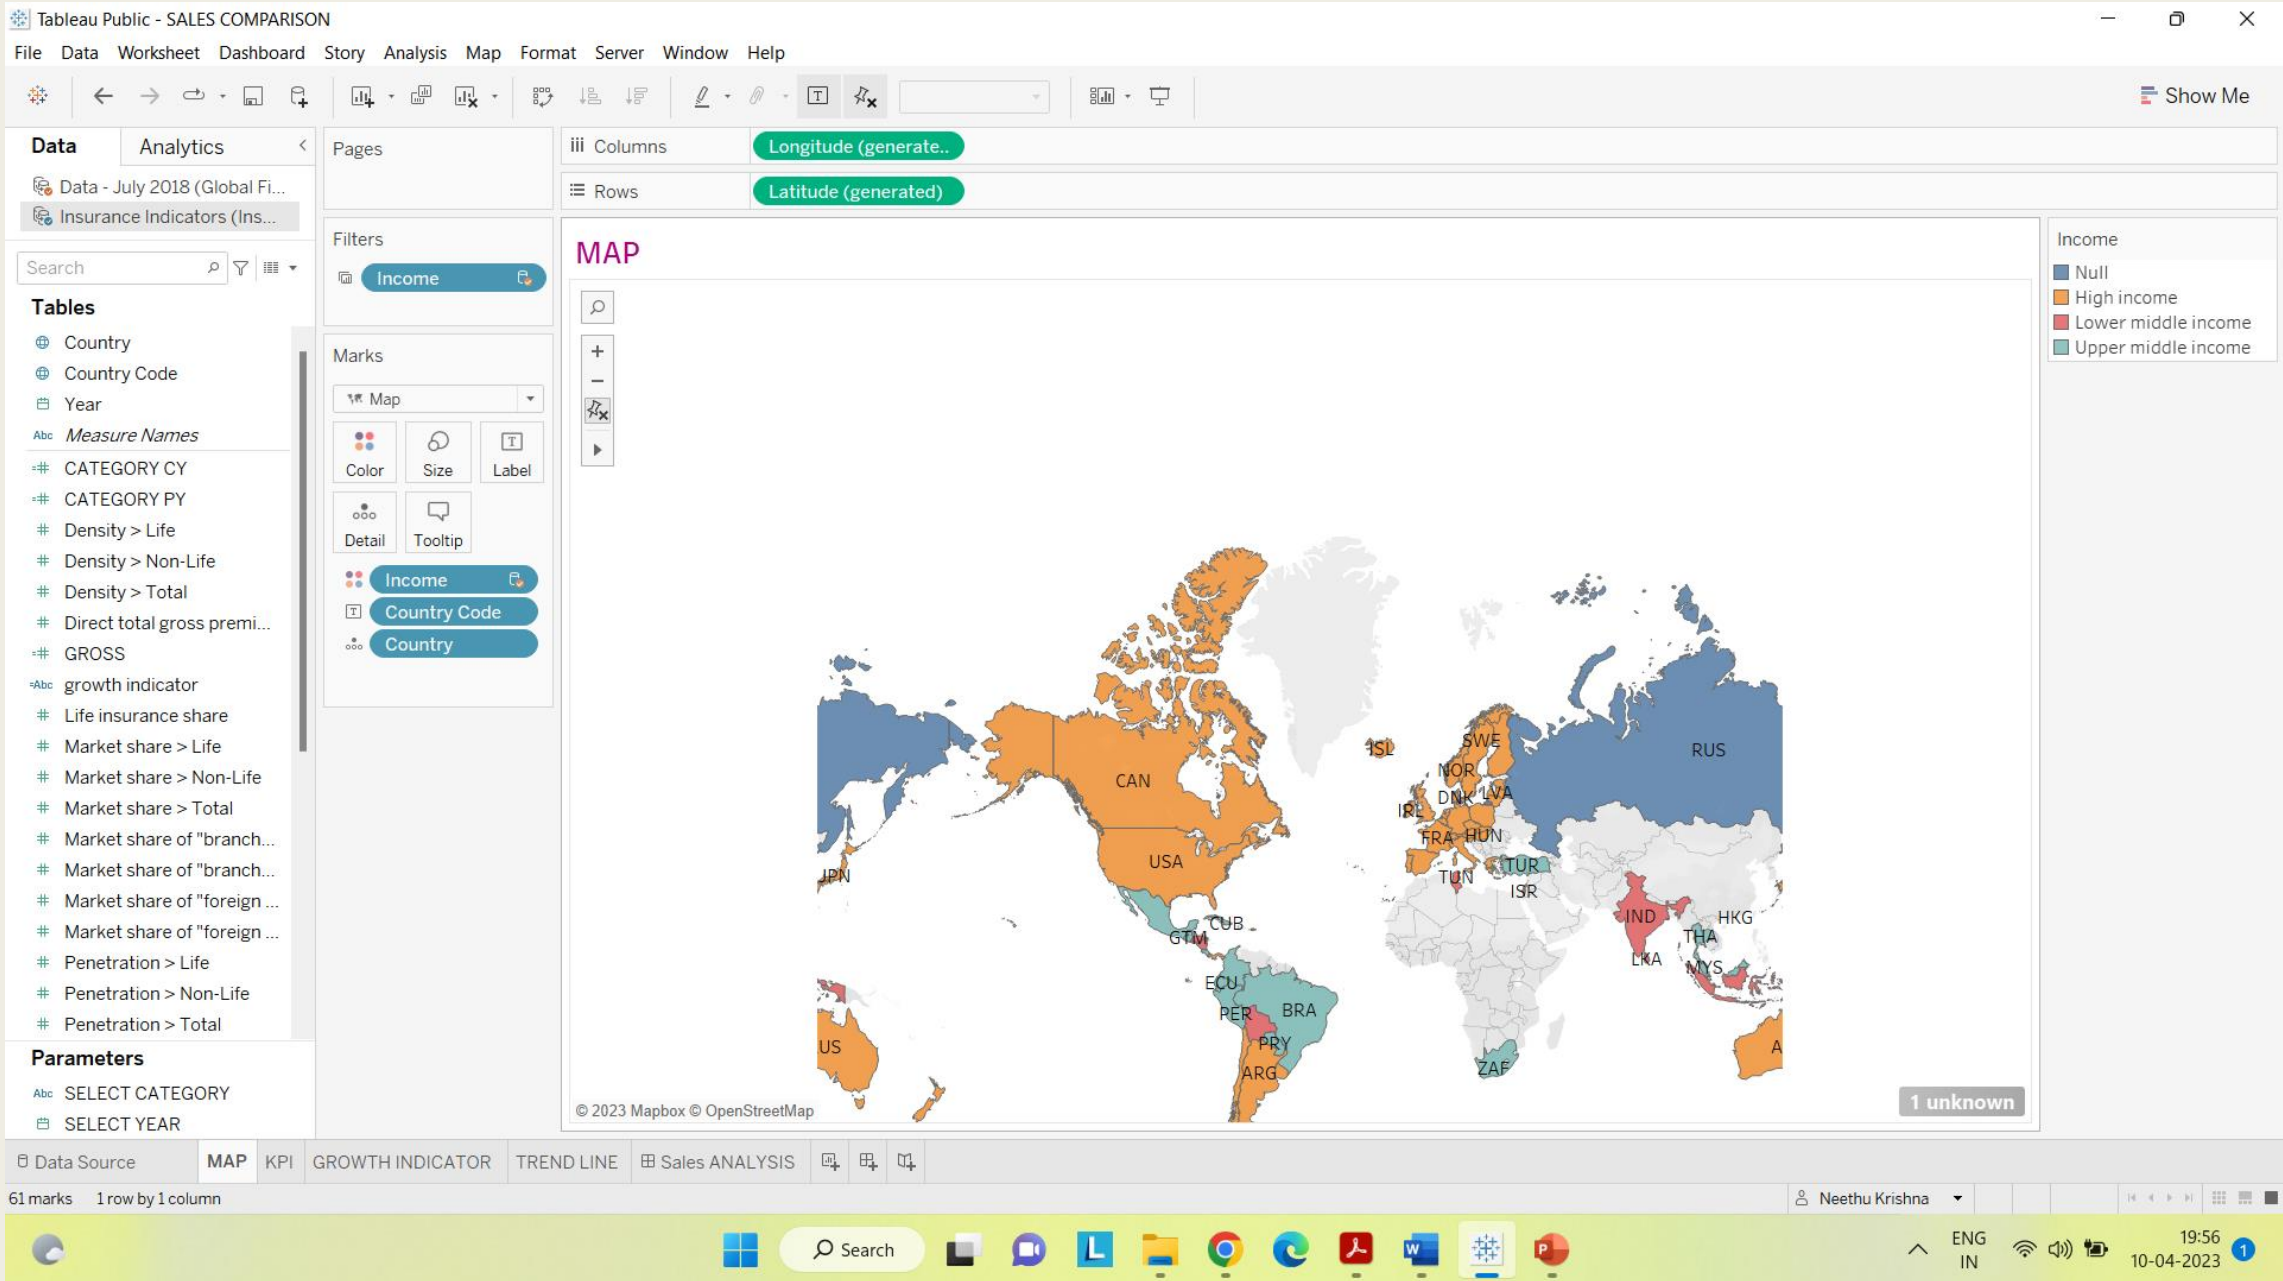 Tableau Public - SALES COMPARISON
File Data Worksheet Dashboard Story Analysis Map Format Server Window Help
Show Me
Data Analytics
Data - July 2018 (Global Fi...
Insurance Indicators (Ins...
Search
Tables
Country
Country Code
Year
Abc Measure Names
CATEGORY CY
CATEGORY PY
Density > Life
Density > Non-Life
Density > Total
Direct total gross premi...
GROSS
Abc growth indicator
Life insurance share
Market share > Life
Market share > Non-Life
Market share > Total
Market share of "branch...
Market share of "branch...
Market share of "foreign ...
Market share of "foreign ...
Penetration > Life
Penetration > Non-Life
Penetration > Total
Parameters
Abc SELECT CATEGORY
SELECT YEAR
Pages
Filters
Income
Marks
Map
Color Size Label
Detail Tooltip
Income
Country Code
Country
Columns Longitude (generate..
Rows Latitude (generated)
MAP
ISL SWE RUS
NOR
CAN
DNK LVA
IRL
FRA HUN
USA TUR
JPN TUN
ISR
IND HKG
CUB
GTM THA
LKA
MYS
ECU
BRA
PER
PRY
US A
ZAF
ARG
© 2023 Mapbox © OpenStreetMap
1 unknown
Income
Null
High income
Lower middle income
Upper middle income
Data Source MAP KPI GROWTH INDICATOR TREND LINE Sales ANALYSIS
61 marks 1 row by 1 column
Neethu Krishna
Search
ENG
IN
19:56
10-04-2023
1